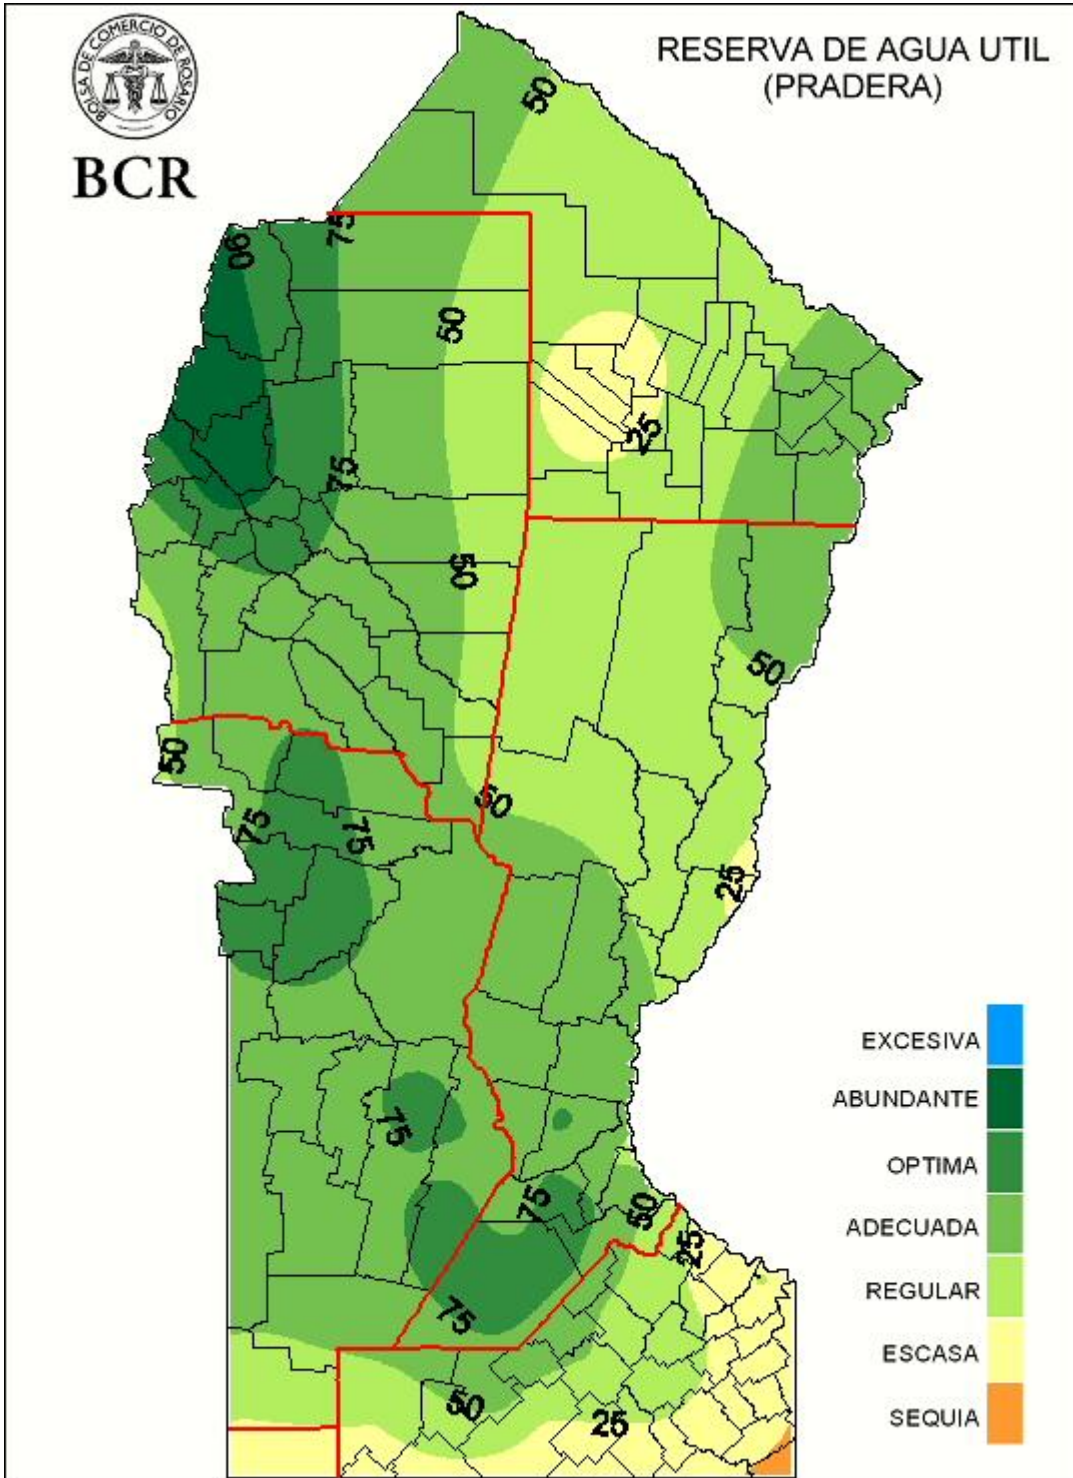 BOLSA DE COMERCIO DE ROSARIO
BCR
RESERVA DE AGUA UTIL
(PRADERA)
50
75
90
50
25
75
50
50
50
50
75
75
25
75
75
50
25
75
50
25
EXCESIVA
ABUNDANTE
OPTIMA
ADECUADA
REGULAR
ESCASA
SEQUIA